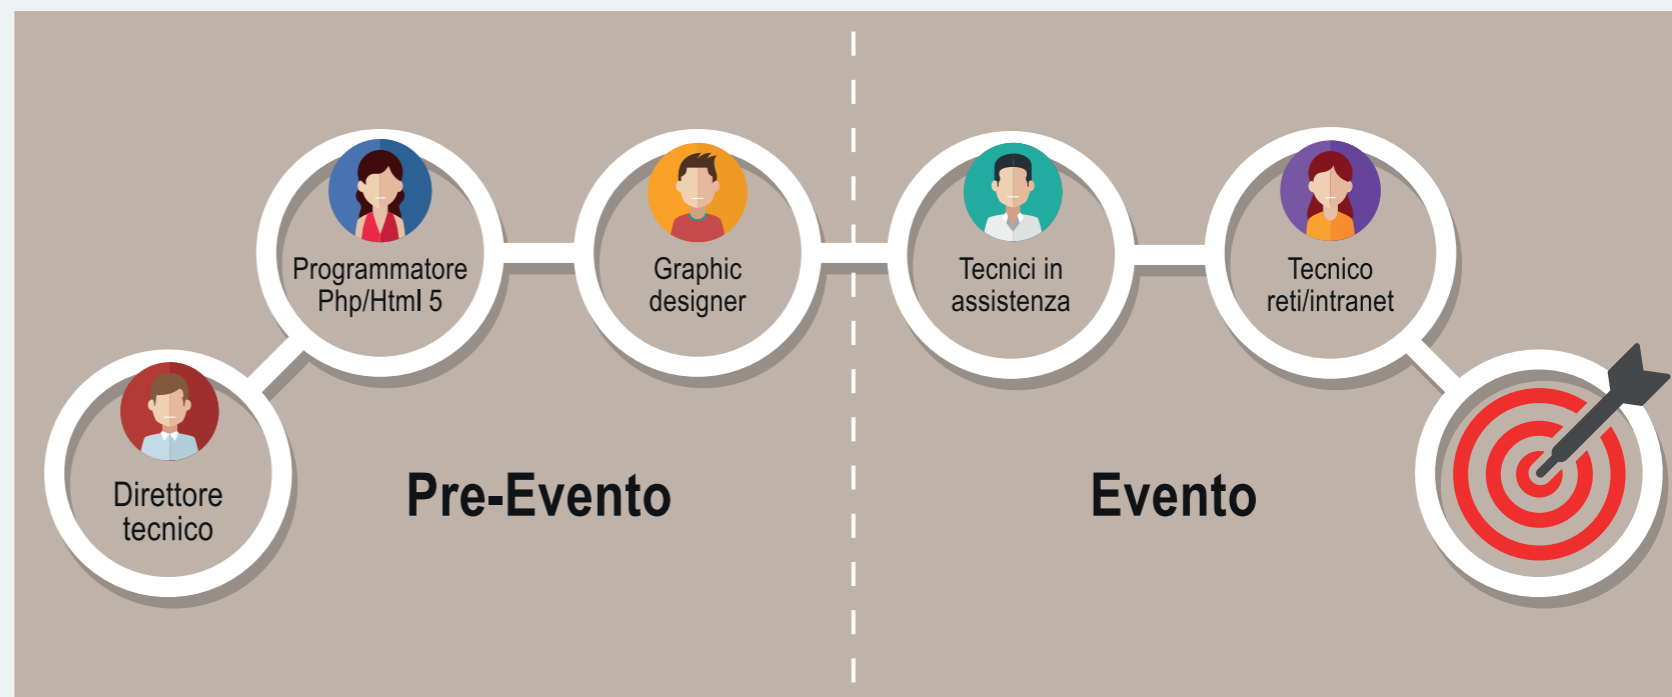 Programmatore
Php/Html 5
Graphic
designer
Tecnici in
assistenza
Tecnico
reti/intranet
Direttore
tecnico
Pre-Evento
Evento